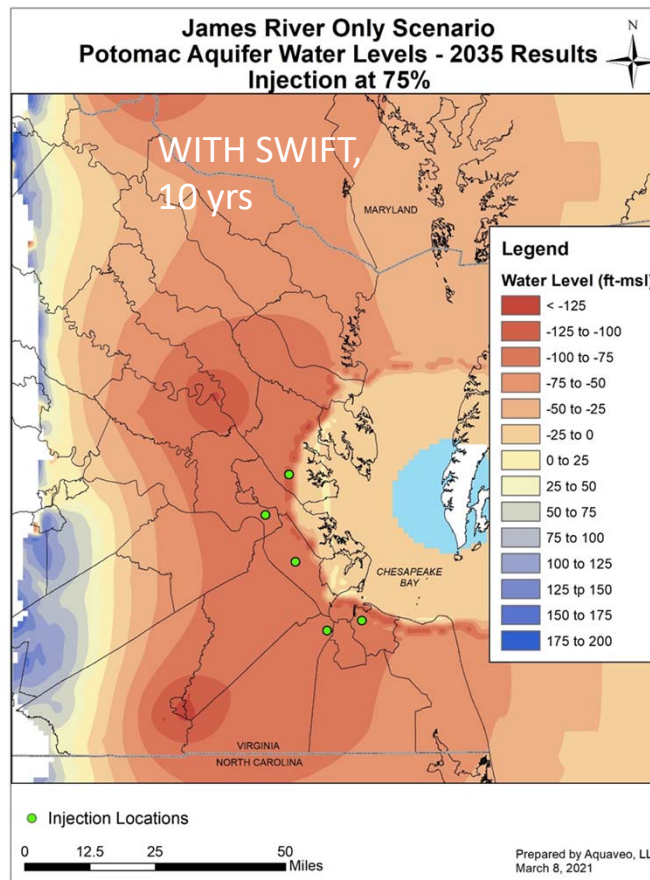 James River Only Scenario
Potomac Aquifer Water Levels - 2035 Results
Injection at 75%
N
WITH SWIFT,
10 yrs
MARYLAND
Legend
Water Level (ft-msl)
< -125
-125 to -100
-100 to -75
-75 to -50
-50 to -25
-25 to 0
0 to 25
25 to 50
50 to 75
75 to 100
100 to 125
125 tp 150
150 to 175
175 to 200
CHESAPEAKE
BAY
VIRGINIA
NORTH CAROLINA
Injection Locations
0 12.5 25 50
Miles
Prepared by Aquaveo, LL
March 8, 2021